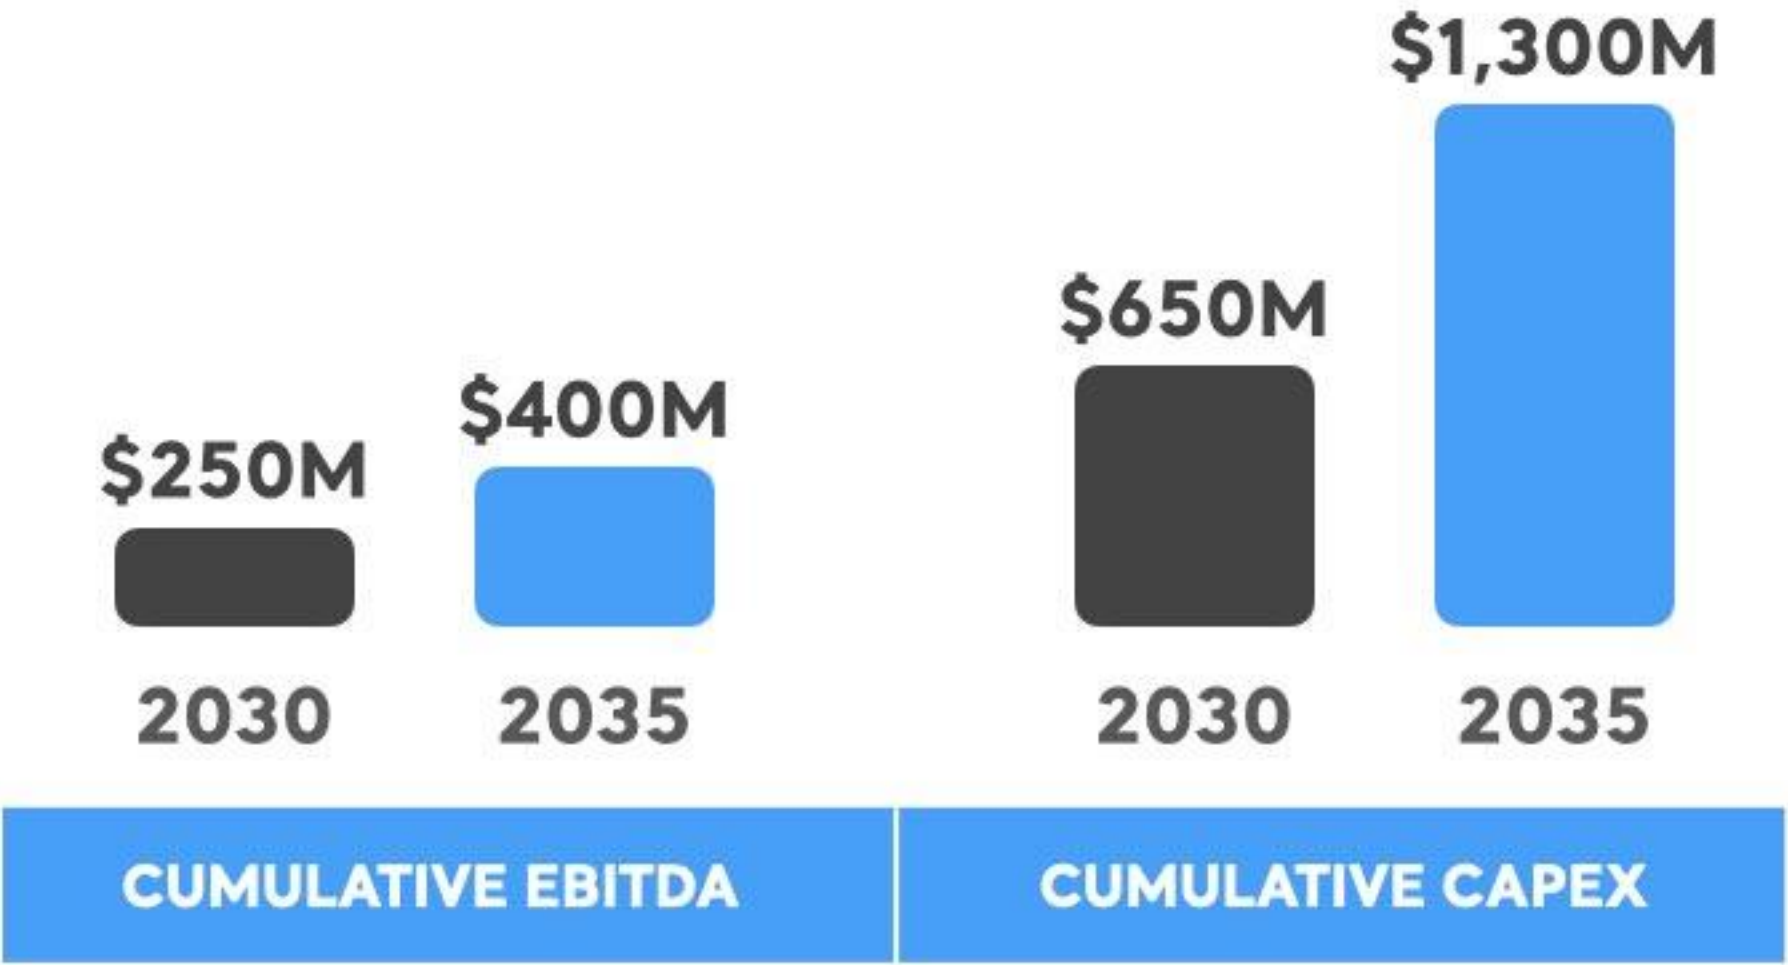 $250M
$400M
2030
2035
CUMULATIVE EBITDA
$650M
$1,300M
2030
2035
CUMULATIVE CAPEX